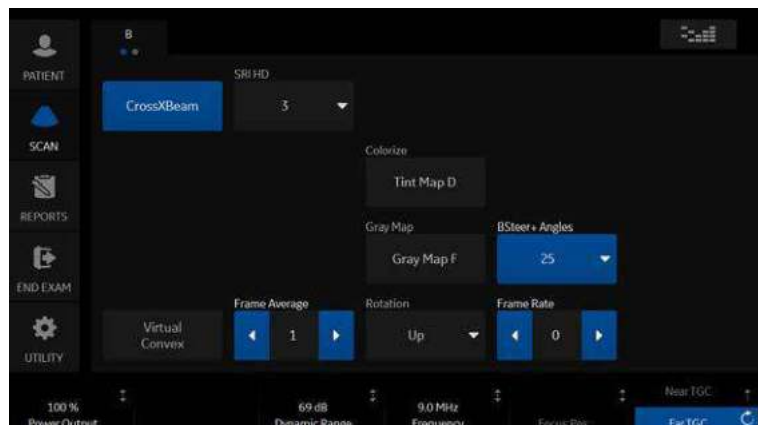 B
PATIENT
SRI HD
CrossXBeam
3
SCAN
Colorize
Tint Map D
REPORTS
Gray Map
BSteer+ Angles
Gray Map F
25
END EXAM
Frame Average
Rotation
Frame Rate
Virtual
Convex
1
Up
0
UTILITY
Near TGC
100 %
69 dB
9.0 MHz
Power Output
Dynamic Range
Frequency
Focus Pos
Far TGC